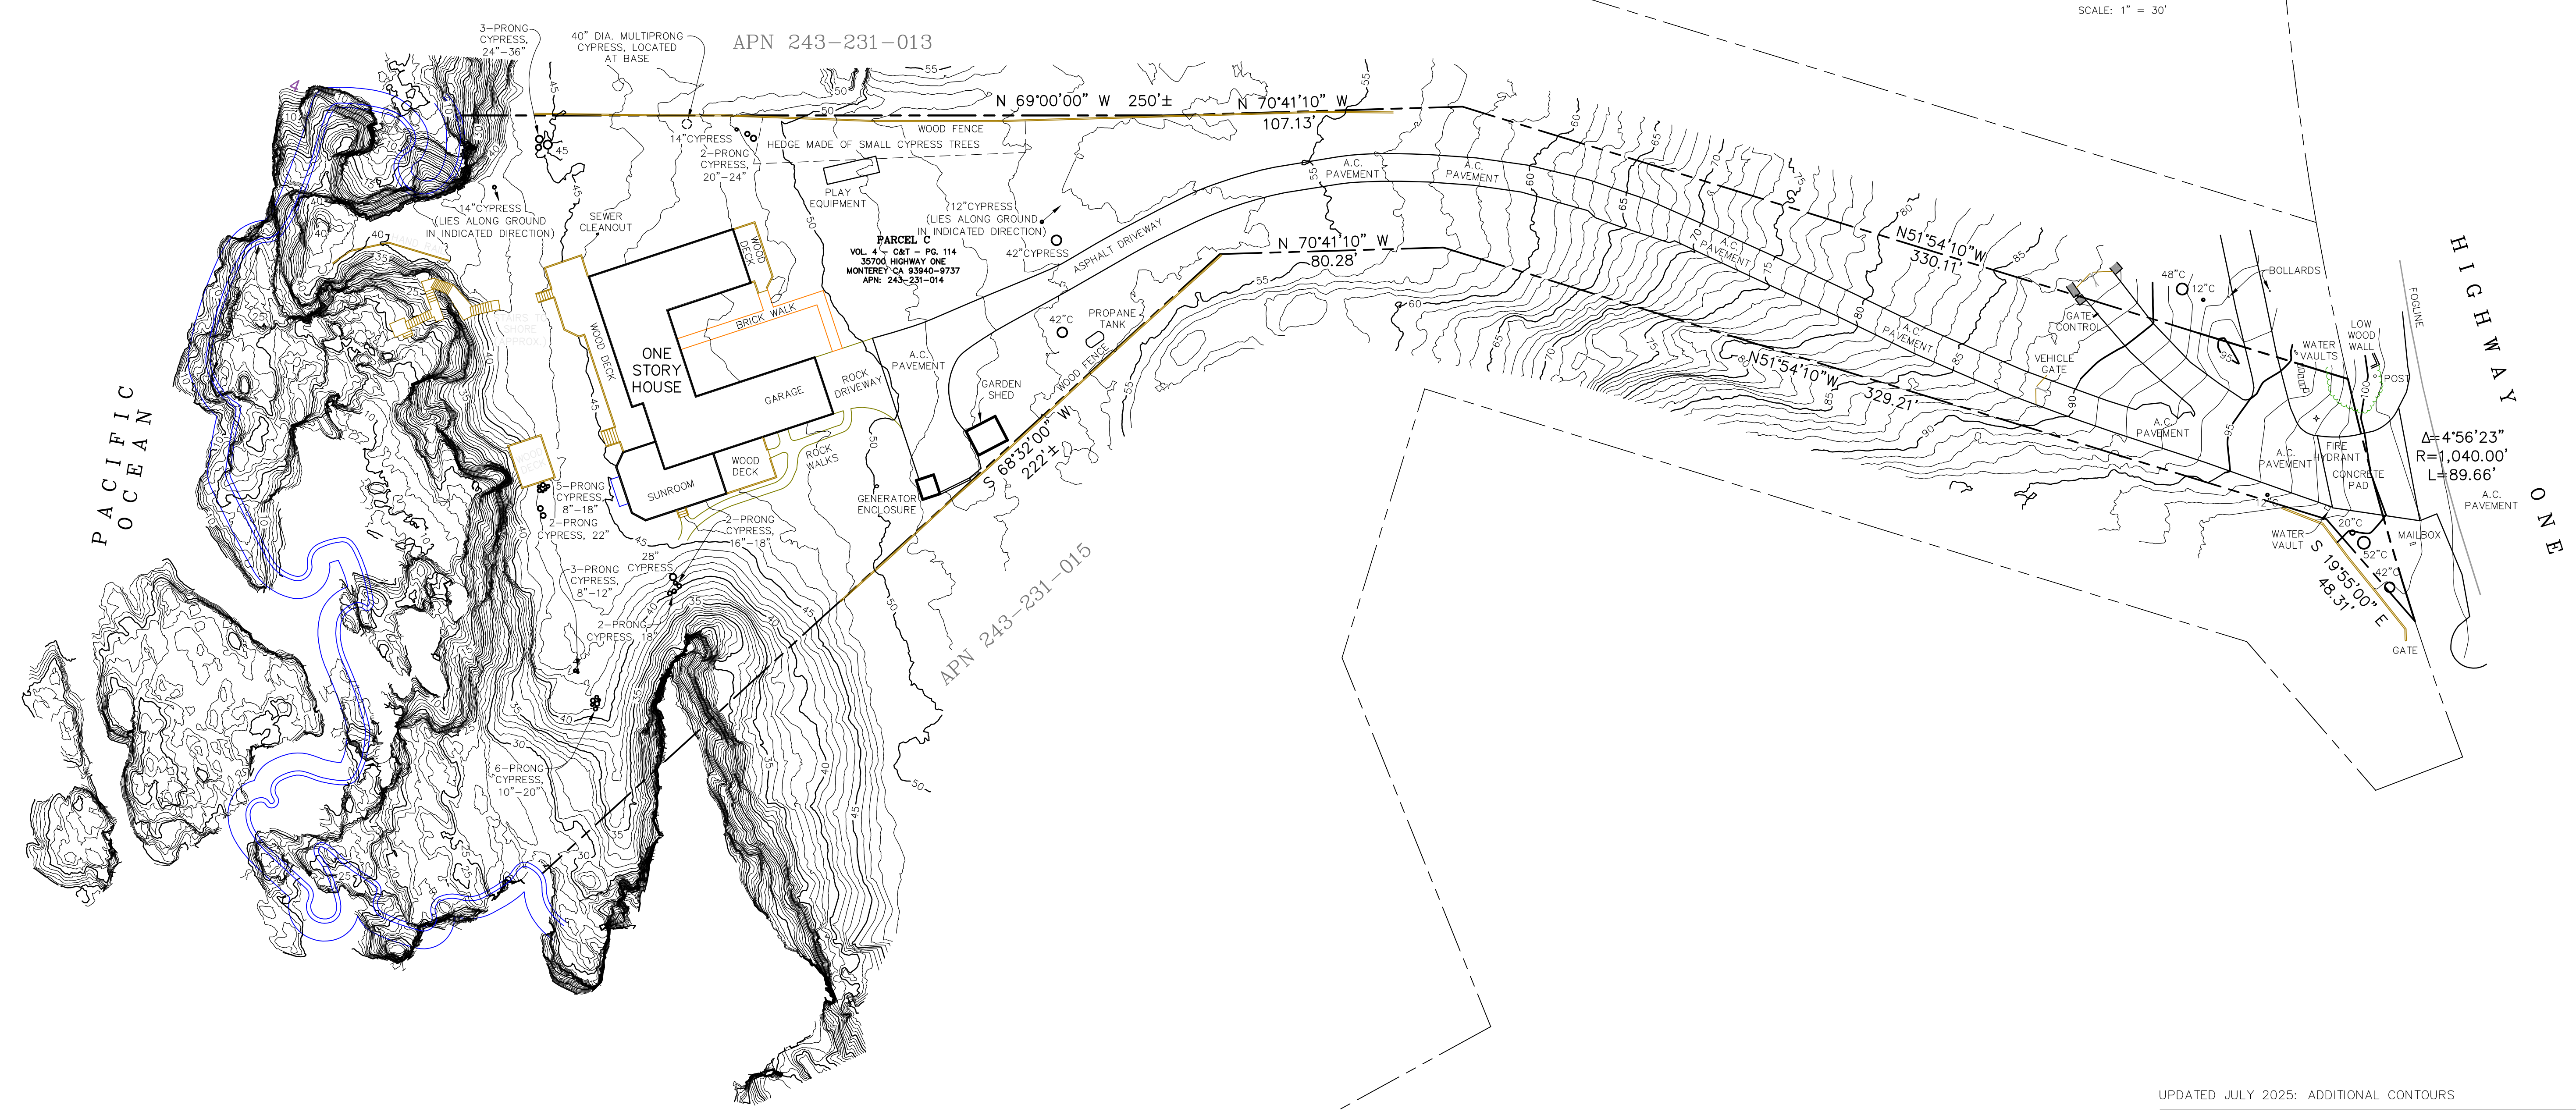 SCALE: 1" = 30'
3-PRONG
CYPRESS,
24"-36"
40" DIA. MULTIPRONG
CYPRESS, LOCATED
AT BASE
APN 243-231-013
N 69°00'00" W 250'±
N 70°41'10" W
107.13'
WOOD FENCE
HEDGE MADE OF SMALL CYPRESS TREES
14"CYPRESS
2-PRONG
CYPRESS,
20"-24"
PLAY
EQUIPMENT
14"CYPRESS
(LIES ALONG GROUND
IN INDICATED DIRECTION)
SEWER
CLEANOUT
12"CYPRESS
(LIES ALONG GROUND
IN INDICATED DIRECTION)
42"CYPRESS
PARCEL C
VOL. 4 - C&T - PG. 114
35700 HIGHWAY ONE
MONTEREY CA 93940-9737
APN: 243-231-014
ASPHALT DRIVEWAY
A.C.
PAVEMENT
A.C.
PAVEMENT
A.C.
PAVEMENT
N 70°41'10" W
80.28'
N51°54'10"W
330.11'
N51°54'10"W
329.21'
A.C.
PAVEMENT
WOOD
DECK
WOOD DECK
BRICK WALK
ONE
STORY
HOUSE
GARAGE
ROCK
DRIVEWAY
A.C.
PAVEMENT
42"C
PROPANE
TANK
WOOD FENCE
GARDEN
SHED
S 68°32'00" W
222'±
GENERATOR
ENCLOSURE
ROCK
WALKS
WOOD
DECK
SUNROOM
STAIRS TO
SHORE
(APPROX.)
WOOD
DECK
5-PRONG
CYPRESS,
8"-18"
2-PRONG
CYPRESS, 22"
2-PRONG
CYPRESS,
16"-18"
28"
CYPRESS
3-PRONG
CYPRESS,
8"-12"
2-PRONG
CYPRESS, 18"
6-PRONG
CYPRESS,
10"-20"
PACIFIC
OCEAN
APN 243-231-015
GATE
CONTROL
VEHICLE
GATE
48"C
12"C
BOLLARDS
WATER
VAULTS
LOW
WOOD
WALL
POST
FOGLINE
HIGHWAY ONE
A.C.
PAVEMENT
A.C.
PAVEMENT
FIRE
HYDRANT
CONCRETE
PAD
Δ=4°56'23"
R=1,040.00'
L=89.66'
A.C.
PAVEMENT
12"C
WATER
VAULT
20"C
52"C
42"C
MAILBOX
S 19°55'00" E
48.31'
GATE
UPDATED JULY 2025: ADDITIONAL CONTOURS